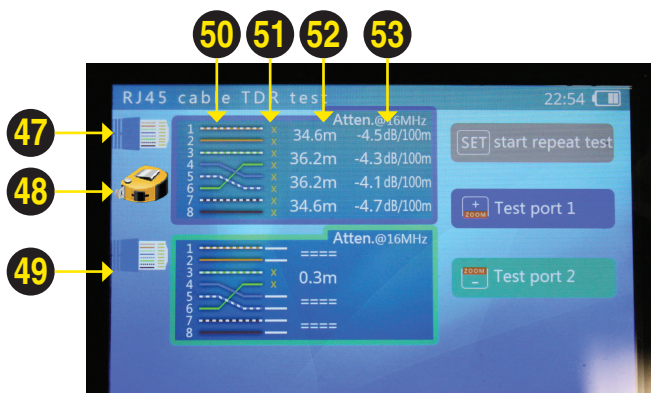 50 51 52 53
RJ45 cable TDR test 22:54
47
48
49
Atten.@16MHz
1 x
2 x 34.6m -4.5dB/100m
3 x
4 x 36.2m -4.3dB/100m
5 x
6 x 36.2m -4.1dB/100m
7 x
8 x 34.6m -4.7dB/100m
SET start repeat test
+ ZOOM Test port 1
Atten.@16MHz
1
2 ====
3 x
4 x 0.3m
5
6 ====
7
8 ====
ZOOM - Test port 2